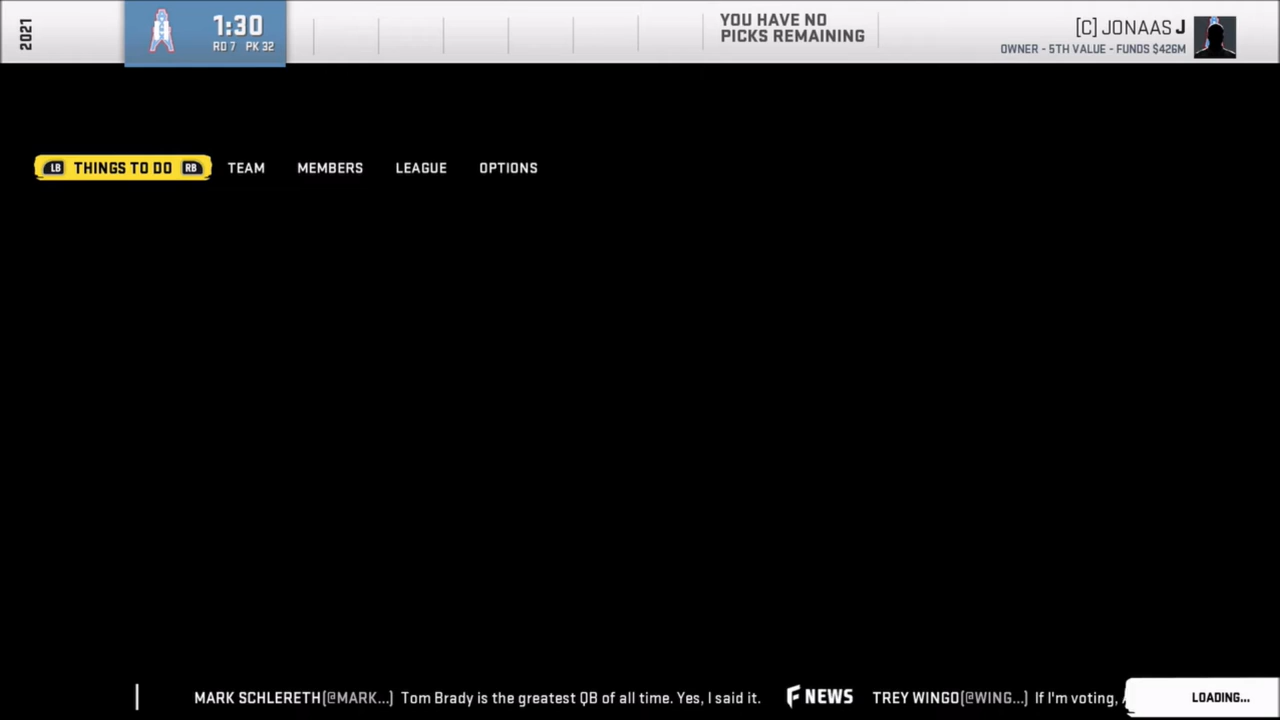 2021
1:30
RD 7 PK 32
YOU HAVE NO
PICKS REMAINING
[C] JONAAS J
OWNER - 5TH VALUE - FUNDS $426M
LB THINGS TO DO RB TEAM MEMBERS LEAGUE OPTIONS
MARK SCHLERETH(@MARK...) Tom Brady is the greatest QB of all time. Yes, I said it. F NEWS TREY WINGO(@WING...) If I'm voting,
LOADING...